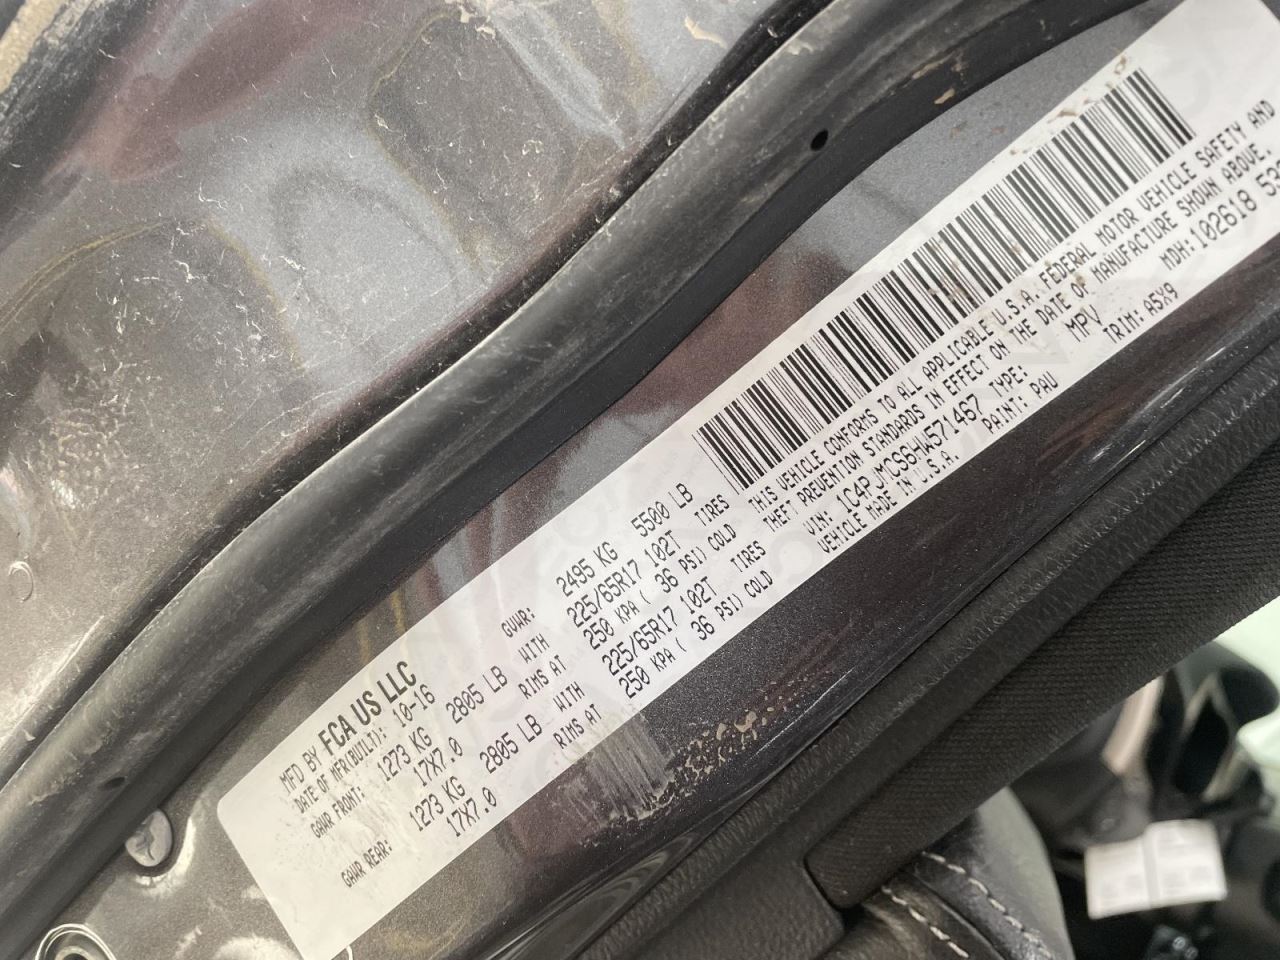 MFD BY FCA US LLC
DATE OF MFR(BUILT): 10-16 GVWR: 2495 KG 5500 LB
GAWR FRONT: 1273 KG 2805 LB WITH 225/65R17 102T TIRES
17X7.0 RIMS AT 250 KPA ( 36 PSI) COLD
GAWR REAR: 1273 KG 2805 LB WITH 225/65R17 102T TIRES
17X7.0 RIMS AT 250 KPA ( 36 PSI) COLD
THIS VEHICLE CONFORMS TO ALL APPLICABLE U.S.A. FEDERAL MOTOR VEHICLE SAFETY AND
THEFT PREVENTION STANDARDS IN EFFECT ON THE DATE OF MANUFACTURE SHOWN ABOVE.
VIN: 1C4PJMCS6HW571467 TYPE: MPV MDH: 102618
VEHICLE MADE IN U.S.A. PAINT: PAU TRIM: A5X9